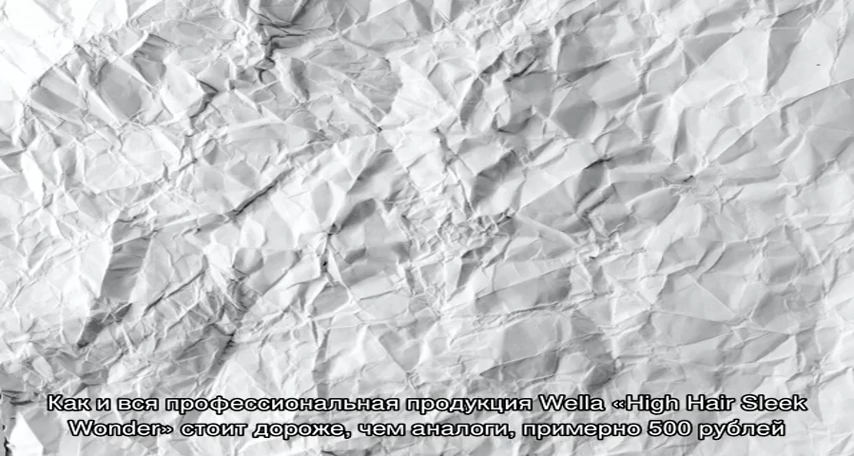 Как и вся профессиональная продукция Wella «High Hair Sleek
Wonder» стоит дороже, чем аналоги, примерно 500 рублей